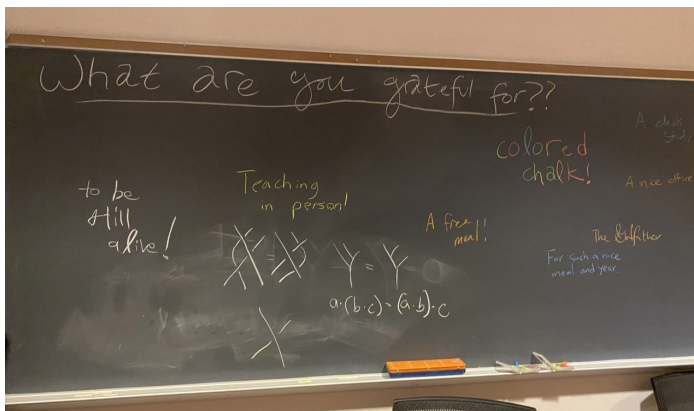 What are you grateful for??
colored
chalk!
A
to be
still
alive!
Teaching
in person!
A nice office
A free
meal!
The
For such a nice
meal and year.
a·(b·c) = (a·b)·c